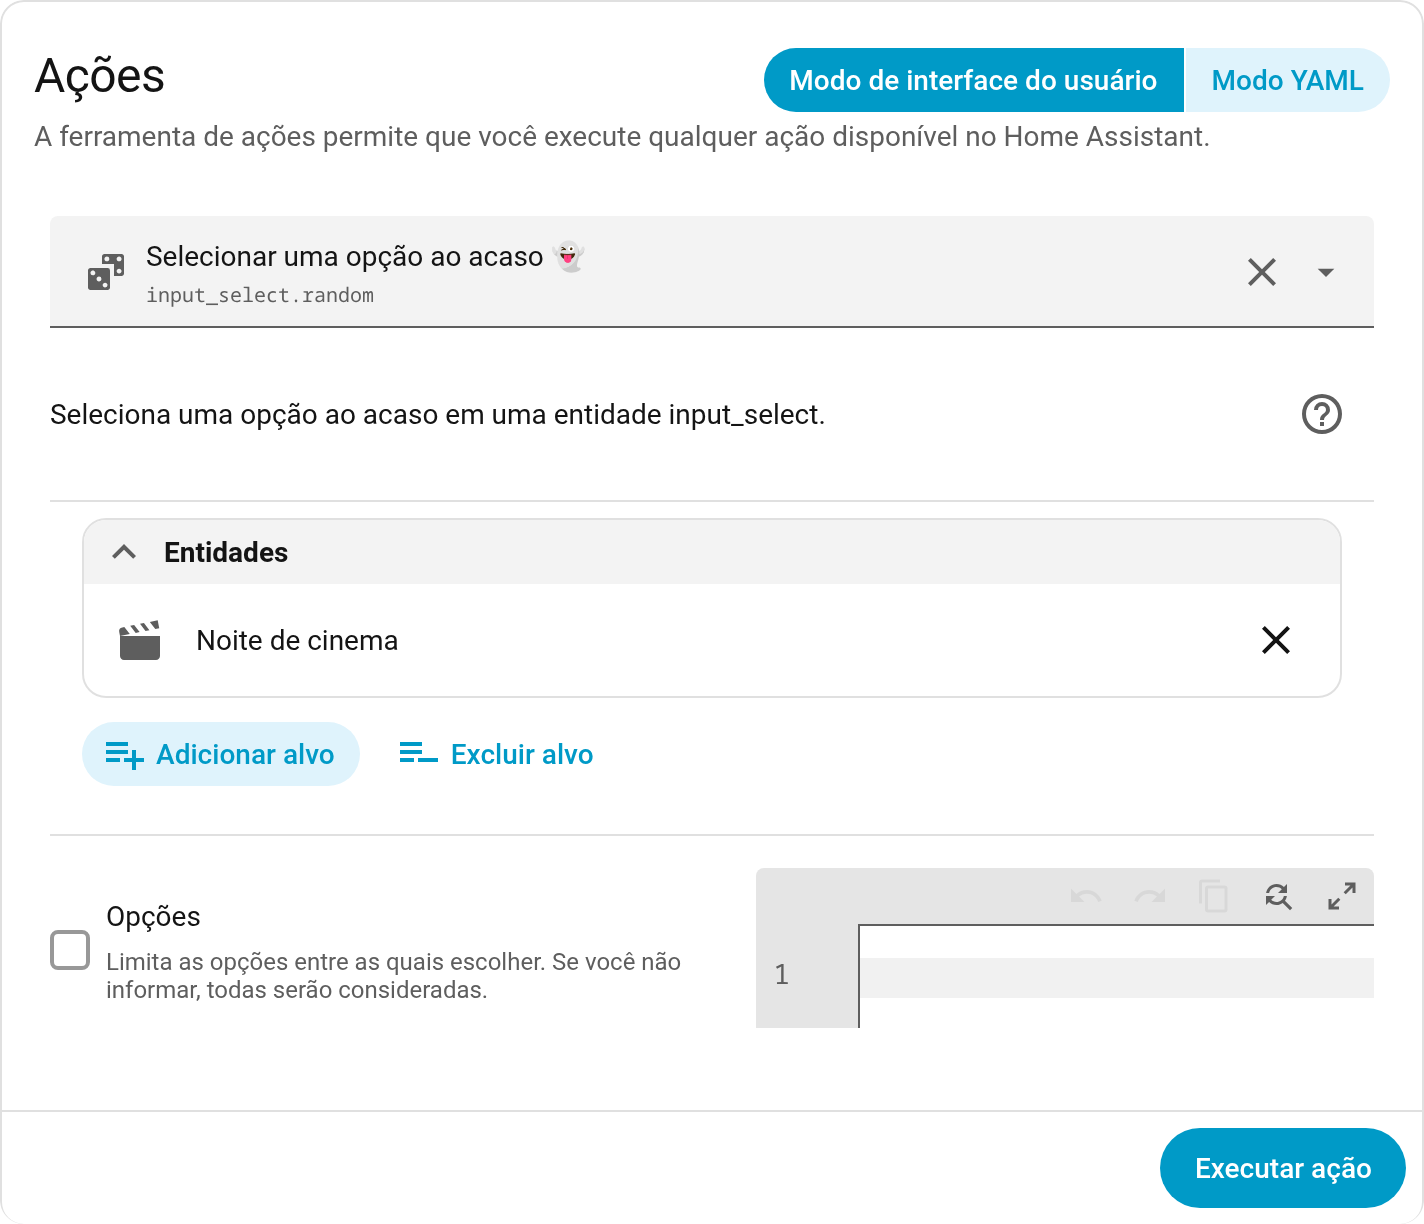 Ações
Modo de interface do usuário
Modo YAML
A ferramenta de ações permite que você execute qualquer ação disponível no Home Assistant.
Selecionar uma opção ao acaso 👻
input_select.random
Seleciona uma opção ao acaso em uma entidade input_select.
Entidades
Noite de cinema
Adicionar alvo
Excluir alvo
Opções
Limita as opções entre as quais escolher. Se você não
informar, todas serão consideradas.
1
Executar ação